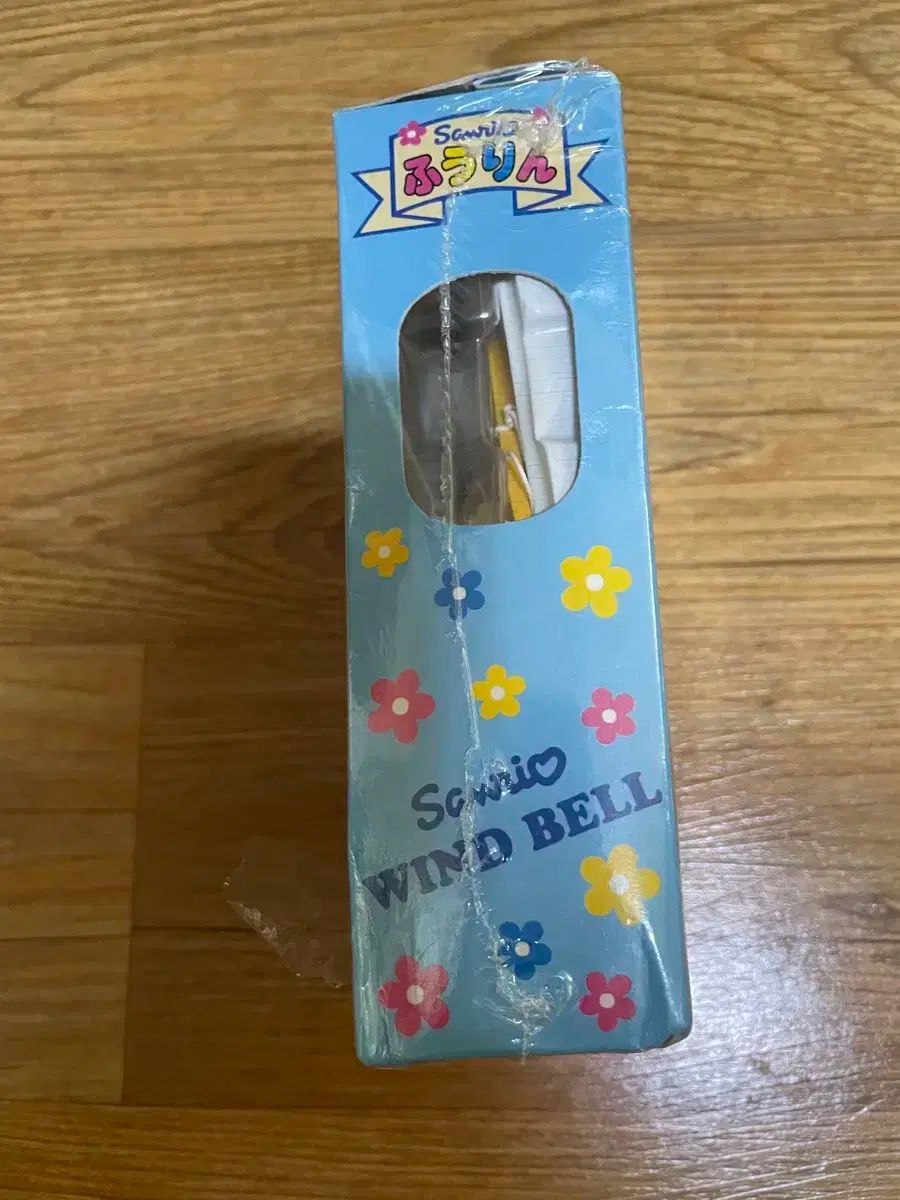 Sanrio
ふうりん
Sanrio
WIND BELL